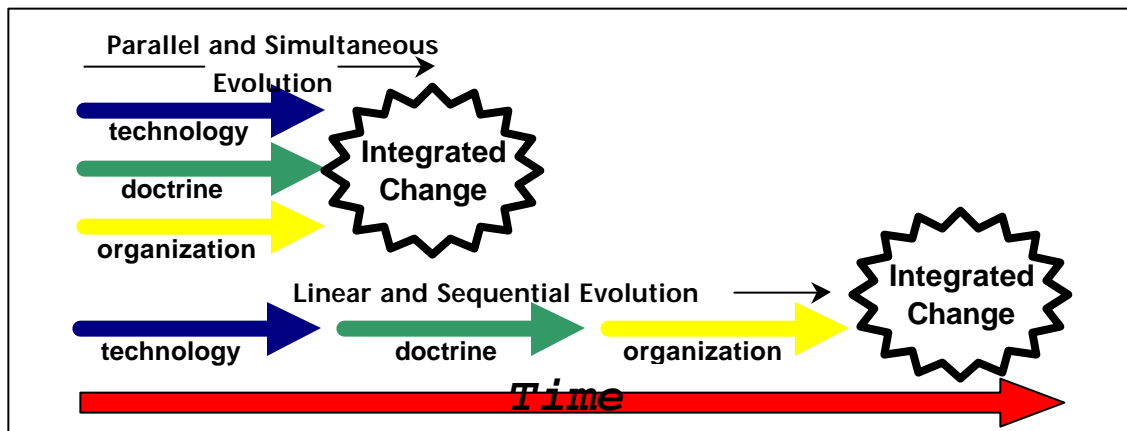 Parallel and Simultaneous
Evolution
technology
doctrine
organization
Integrated
Change
Linear and Sequential Evolution
technology
doctrine
organization
Integrated
Change
Time